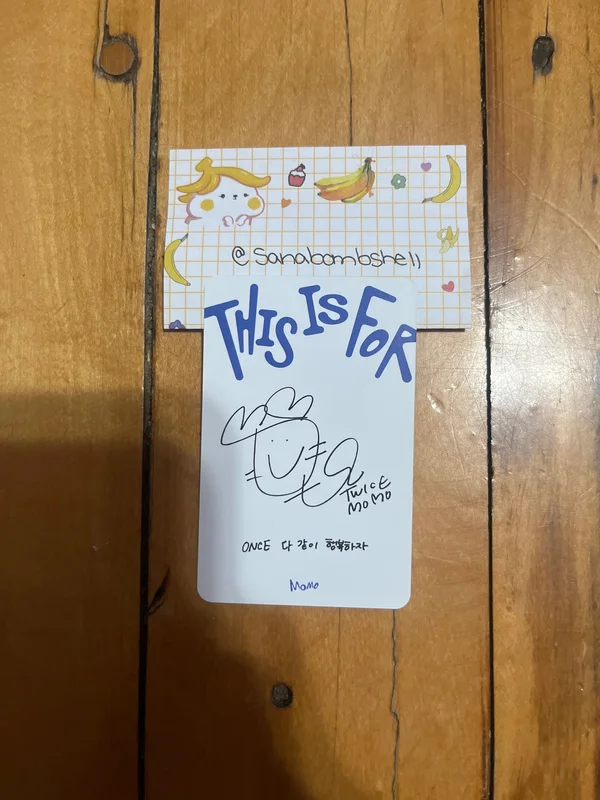 @sanabombshell
THIS IS FOR
TWICE
MOMO
ONCE 다 같이 행복하자
MoMo